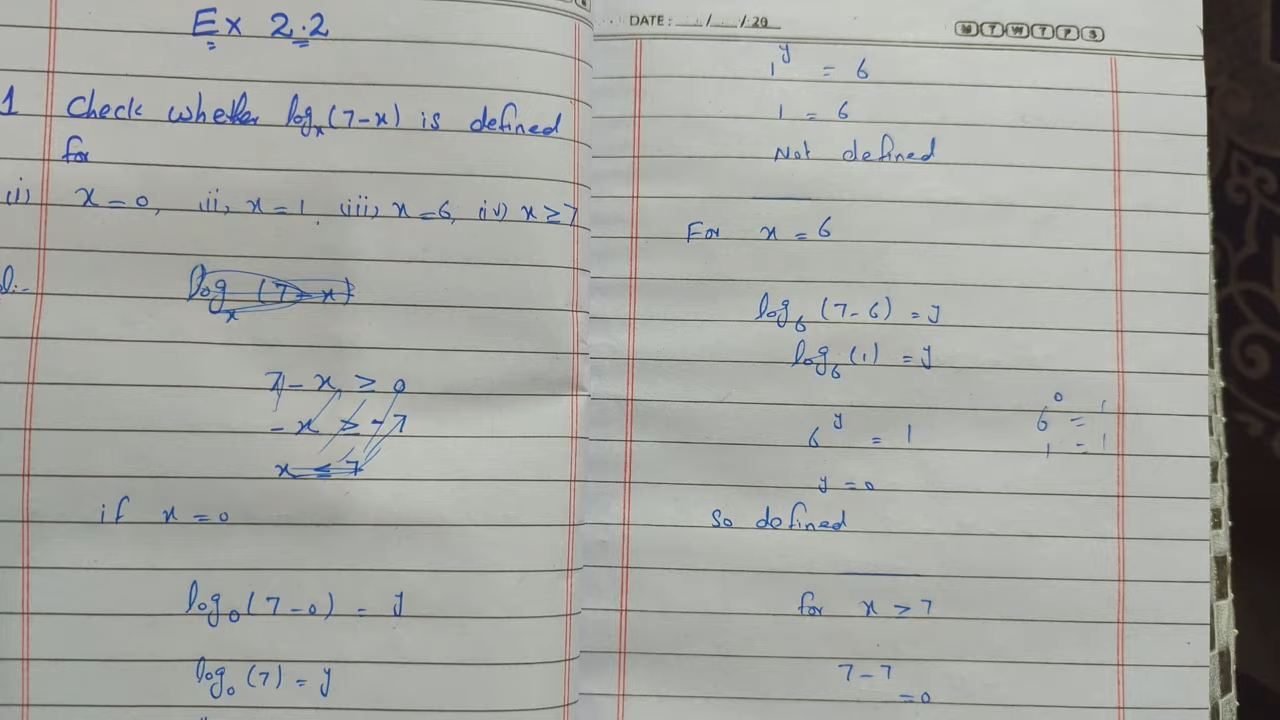 Ex 2.2
1 Check whether logₓ(7-x) is defined
for
(i) x=0, ii, x=1, (iii, x=6, iv) x≥7
log (7-x)
x
7-x ≥ 0
-x ≥ -7
x ≤ 7
if x=0
log₀(7-0) = y
log₀(7) = y
DATE: / /20
M T W T F S
1ʸ = 6
1 = 6
Not defined
For x=6
log₆(7-6) = y
log₆(1) = y
6ʸ = 1
6⁰ = 1
1 = 1
y=0
So defined
for x≥7
7-7
=0